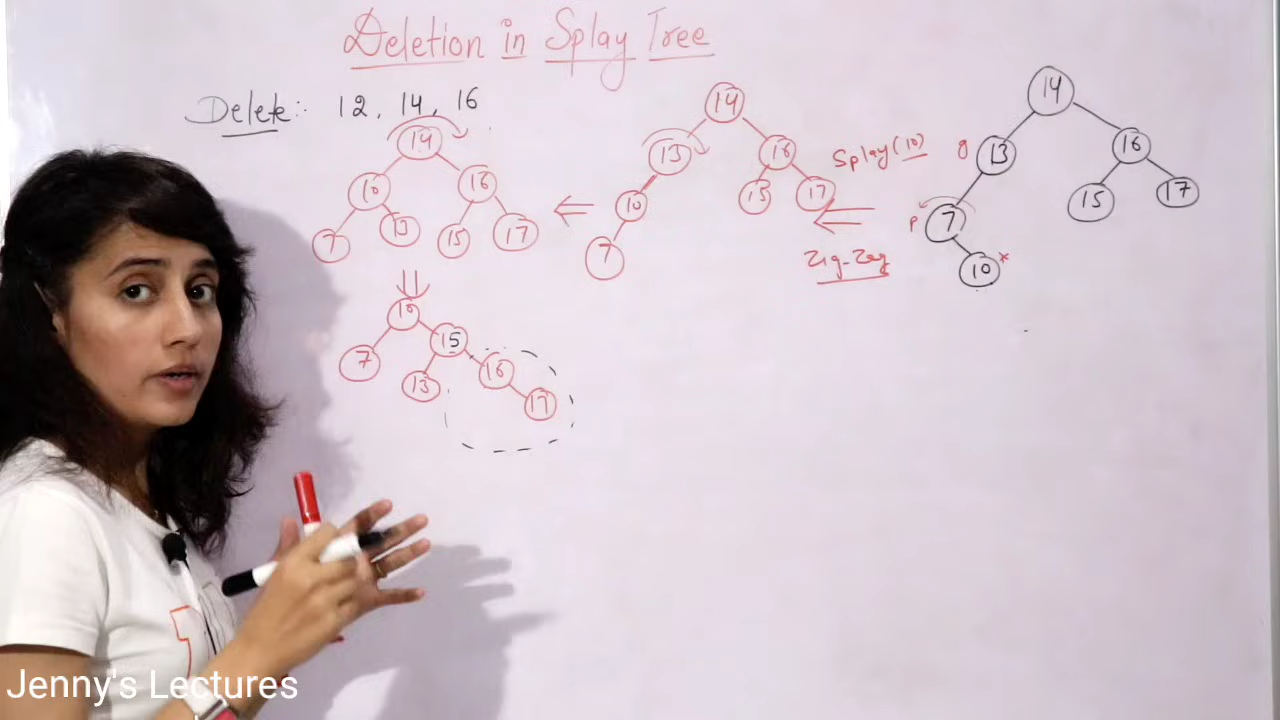 Deletion in Splay Tree
Delete:- 12, 14, 16
14
10 16
7 13 15 17
10
7 15
13 16
17
14
13 16
10 15 17
7
Splay(10)
Zig-Zag
14
g 13 16
p 7 15 17
10 x
Jenny's Lectures